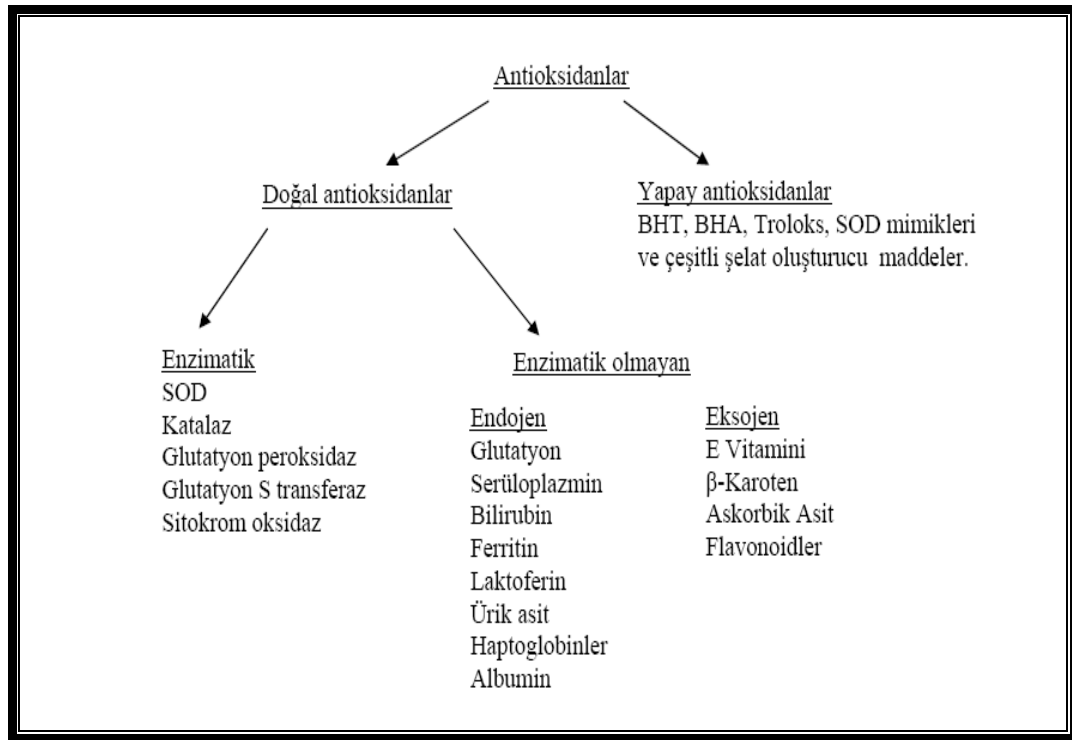 Antioksidanlar
Doğal antioksidanlar
Yapay antioksidanlar
BHT, BHA, Troloks, SOD mimikleri
ve çeşitli şelat oluşturucu maddeler.
Enzimatik
SOD
Katalaz
Glutatyon peroksidaz
Glutatyon S transferaz
Sitokrom oksidaz
Enzimatik olmayan
Endojen
Glutatyon
Serüloplazmin
Bilirubin
Ferritin
Laktoferin
Ürik asit
Haptoglobinler
Albumin
Eksojen
E Vitamini
β-Karoten
Askorbik Asit
Flavonoidler